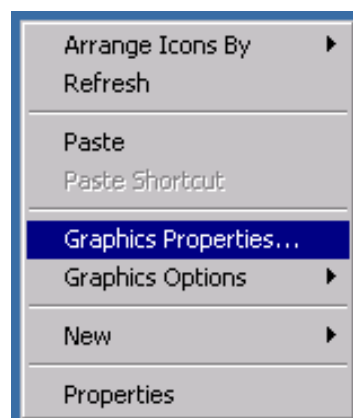 Arrange Icons By
Refresh
Paste
Paste Shortcut
Graphics Properties...
Graphics Options
New
Properties